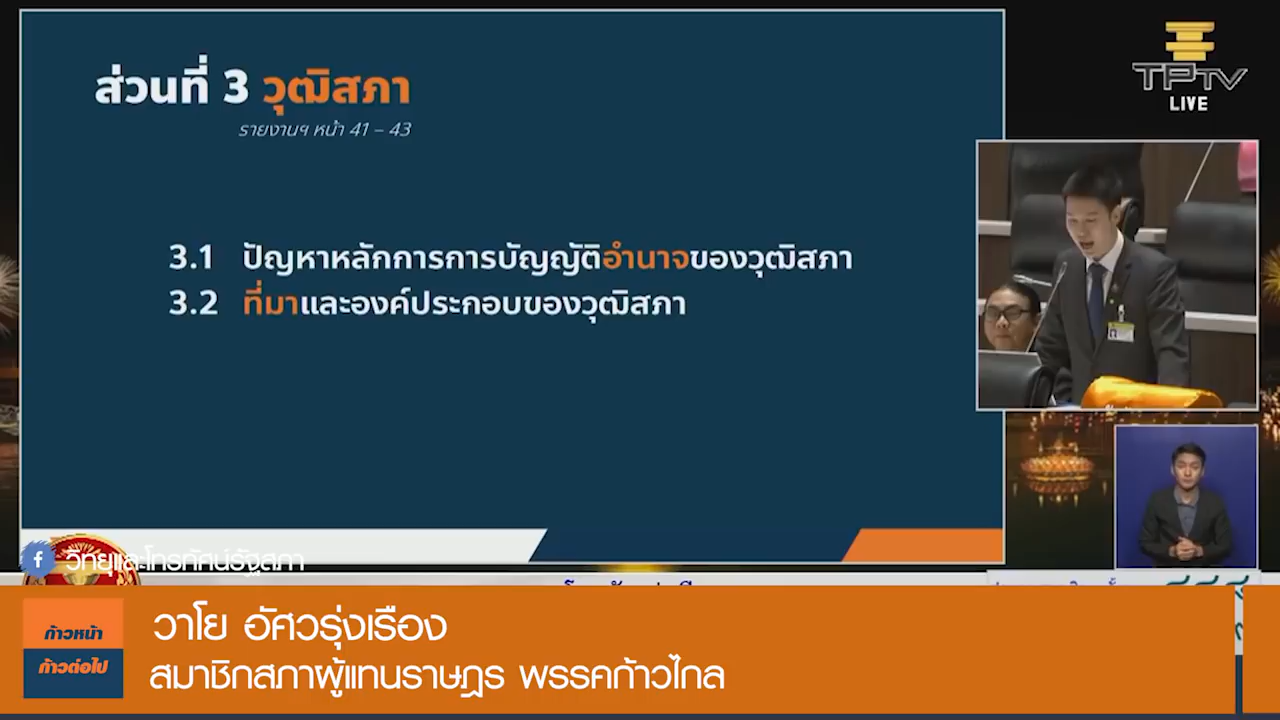 ส่วนที่ 3 วุฒิสภา
รายงานฯ หน้า 41 – 43
TPTV
LIVE
3.1 ปัญหาหลักการการบัญญัติอำนาจของวุฒิสภา
3.2 ที่มาและองค์ประกอบของวุฒิสภา
f วิทยุและโทรทัศน์รัฐสภา
ก้าวหน้า
ก้าวต่อไป
วาโย อัศวรุ่งเรือง
สมาชิกสภาผู้แทนราษฎร พรรคก้าวไกล